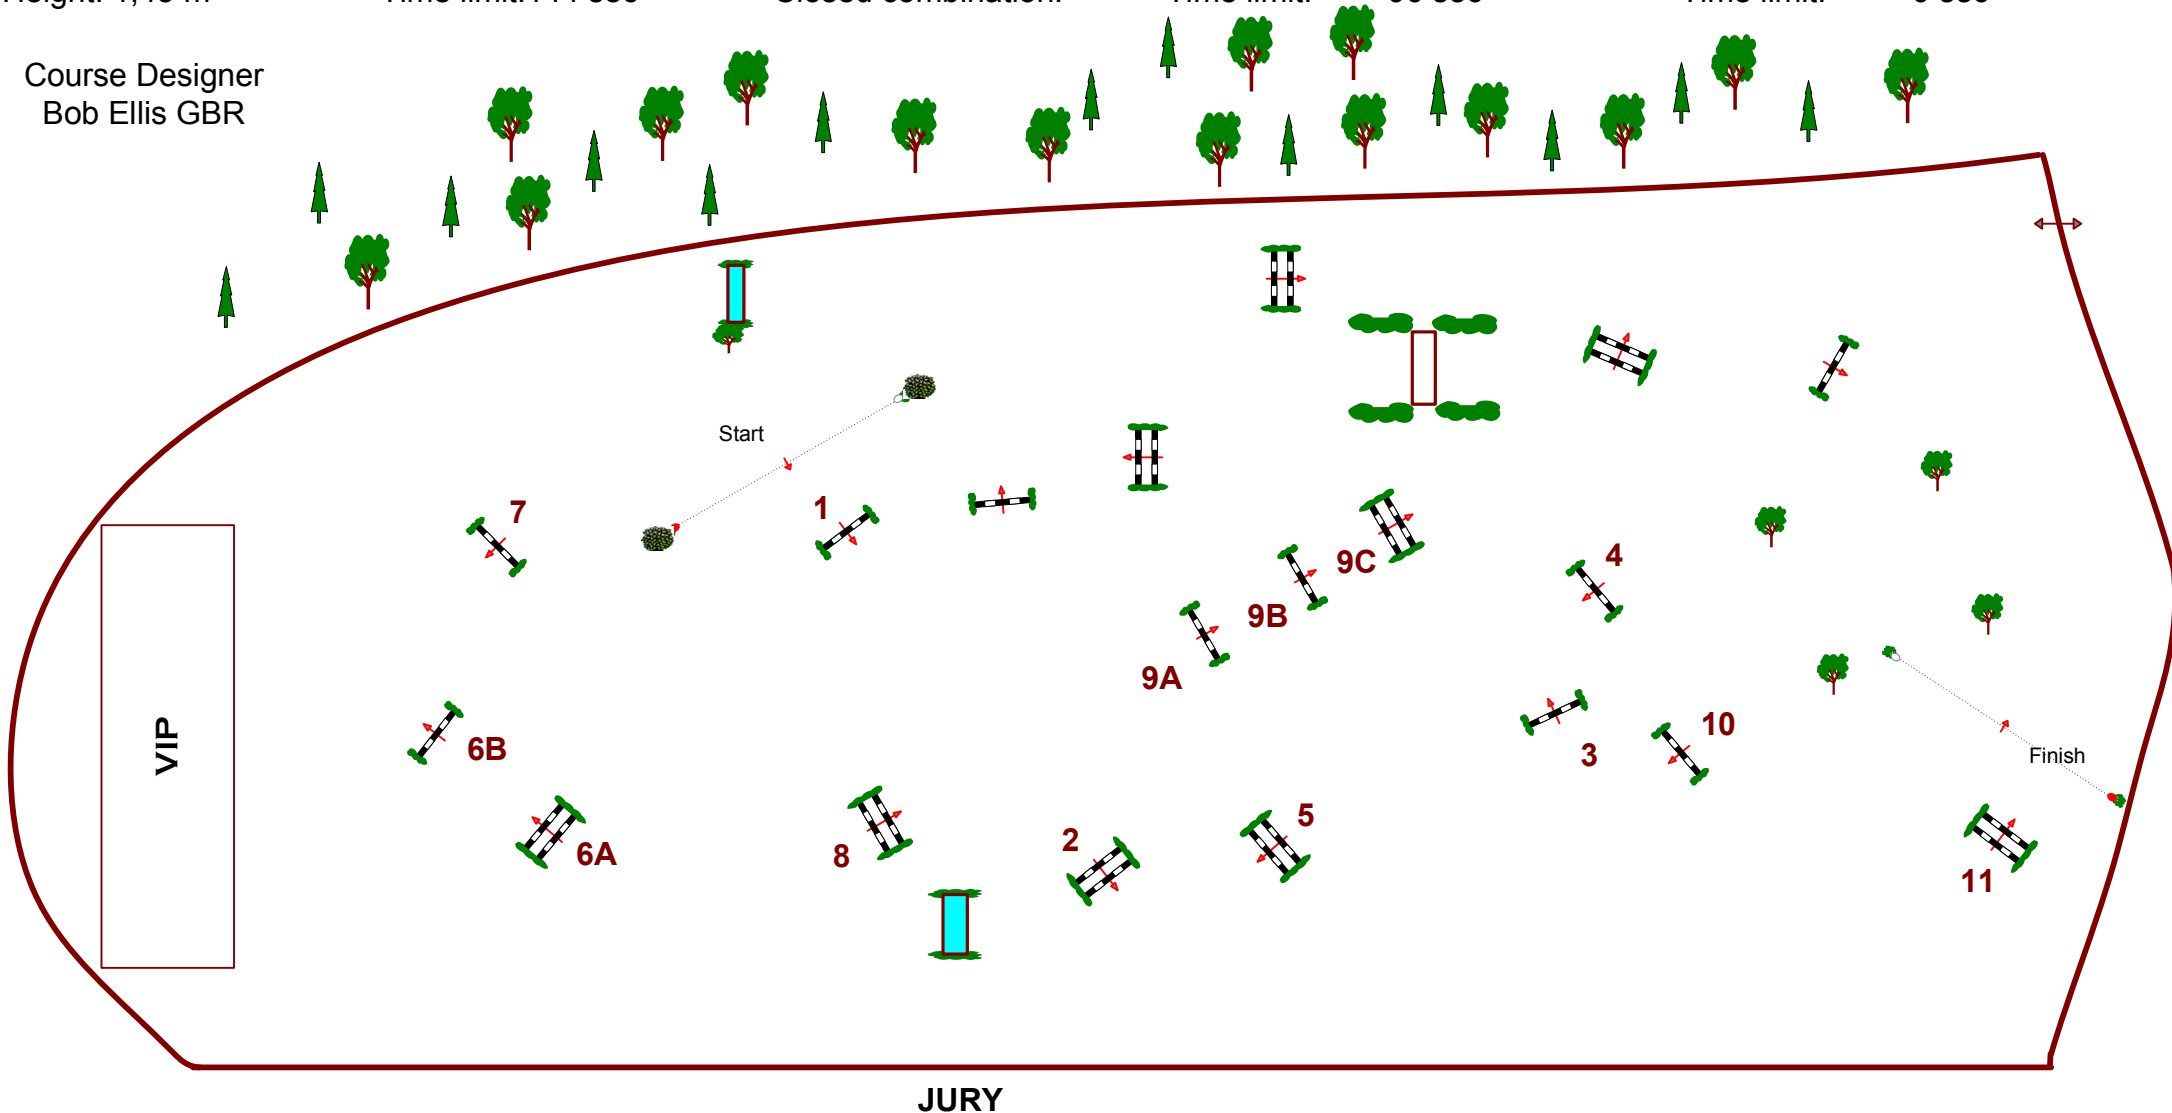 Course Designer
Bob Ellis GBR
Start
7
1
4
9C
9B
9A
3
10
VIP
6B
6A
8
2
5
Finish
11
JURY